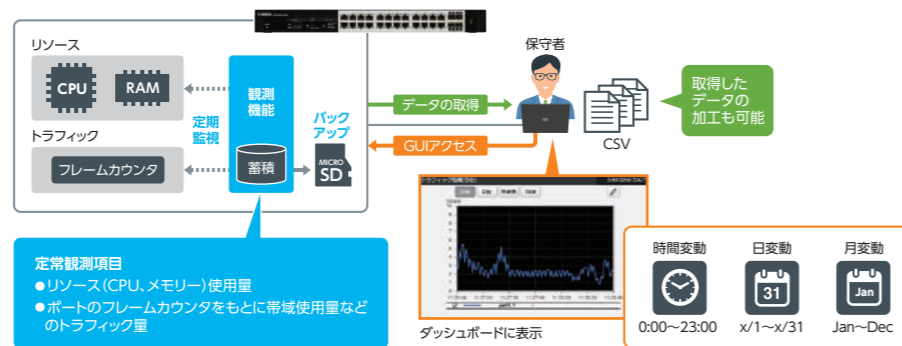 YAMAHA
リソース
CPU
RAM
トラフィック
フレームカウンタ
定期
監視
観測
機能
蓄積
バック
アップ
MICRO
SD
データの取得
GUIアクセス
保守者
CSV
取得した
データの
加工も可能
定常観測項目
●リソース(CPU、メモリー)使用量
●ポートのフレームカウンタをもとに帯域使用量など
のトラフィック量
ダッシュボードに表示
時間変動
0:00〜23:00
日変動
31
x/1〜x/31
月変動
Jan
Jan〜Dec